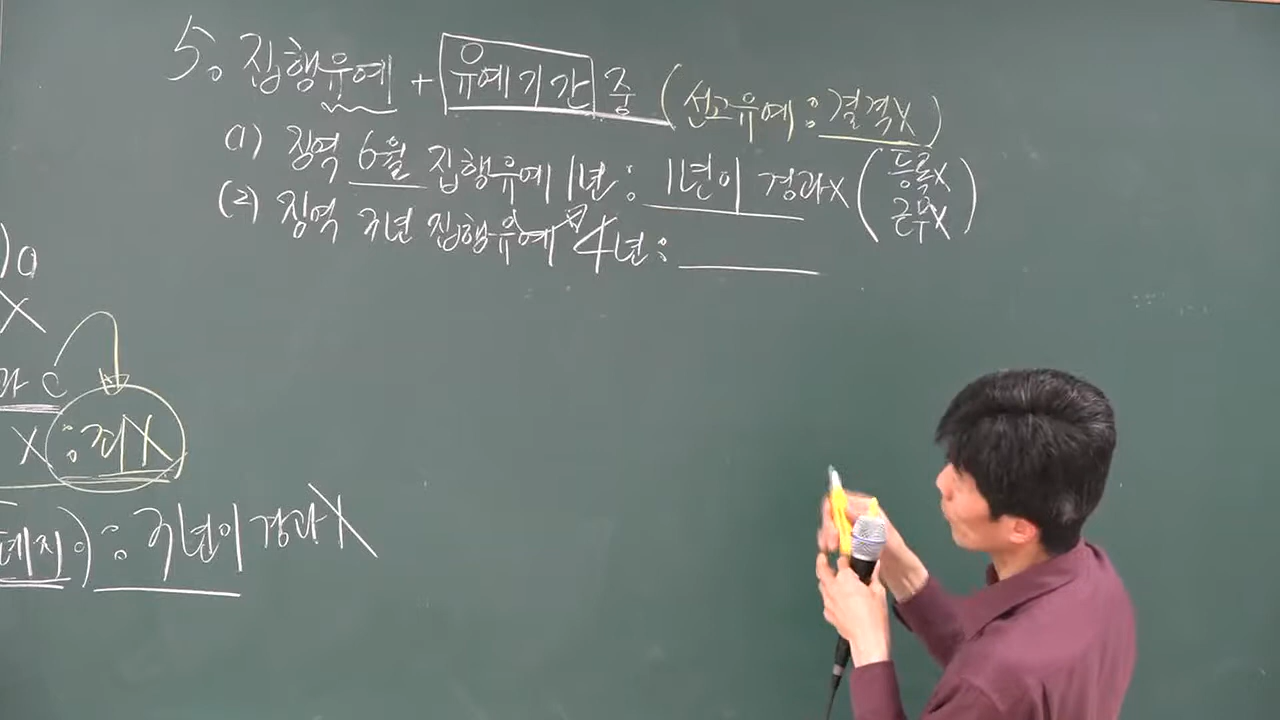 5. 집행유예 + 유예기간 중 (선고유예 : 결격X)
(1) 징역 6월 집행유예 1년 : 1년이 경과X (등록X 근무X)
(2) 징역 3년 집행유예 4년 :
)0
X
과 C
X : 죄X
) : 3년이 경과X